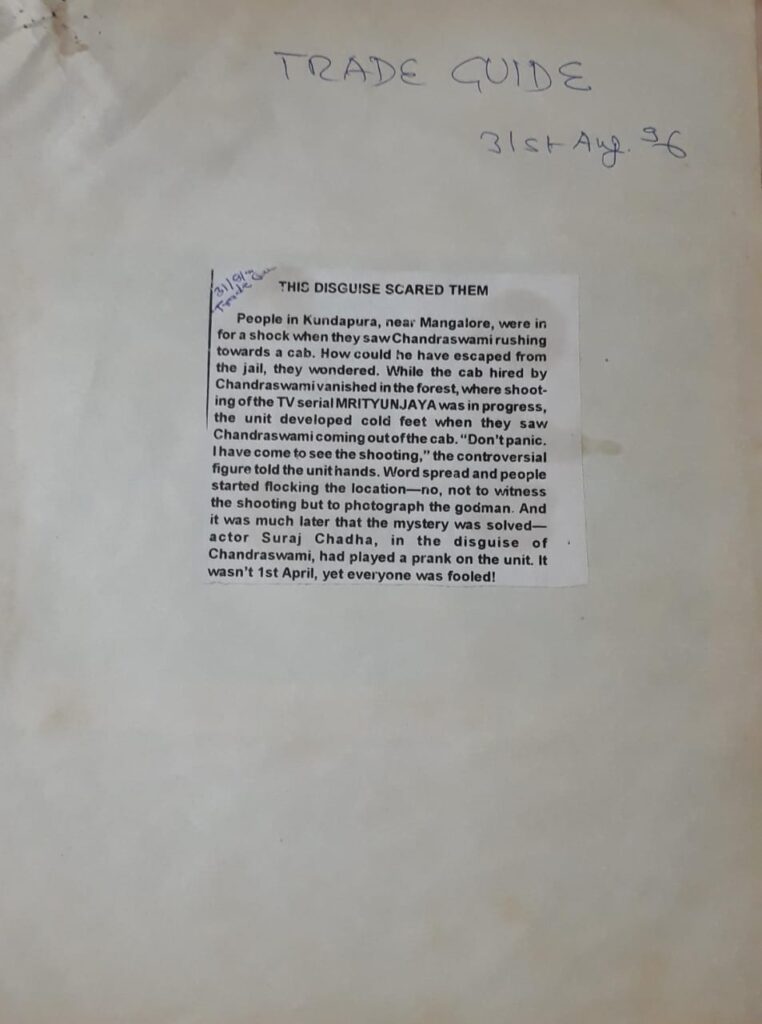 TRADE GUIDE
31st Aug. 96
31/8/9
Trade Gui
THIS DISGUISE SCARED THEM
People in Kundapura, near Mangalore, were in
for a shock when they saw Chandraswami rushing
towards a cab. How could he have escaped from
the jail, they wondered. While the cab hired by
Chandraswami vanished in the forest, where shoot-
ing of the TV serial MRITYUNJAYA was in progress,
the unit developed cold feet when they saw
Chandraswami coming out of the cab. "Don't panic.
I have come to see the shooting," the controversial
figure told the unit hands. Word spread and people
started flocking the location—no, not to witness
the shooting but to photograph the godman. And
it was much later that the mystery was solved—
actor Suraj Chadha, in the disguise of
Chandraswami, had played a prank on the unit. It
wasn't 1st April, yet everyone was fooled!